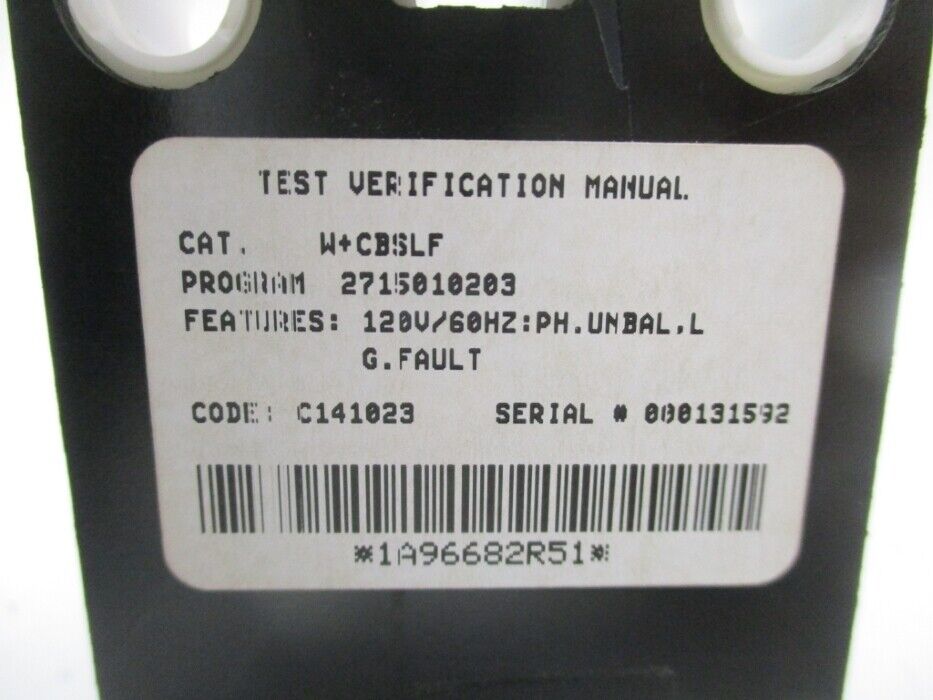 TEST VERIFICATION MANUAL
CAT. W+CBSLF
PROGRAM 2715010203
FEATURES: 120V/60HZ:PH.UNBAL,L
G.FAULT
CODE: C141023 SERIAL # 000131592
*1A96682R51*